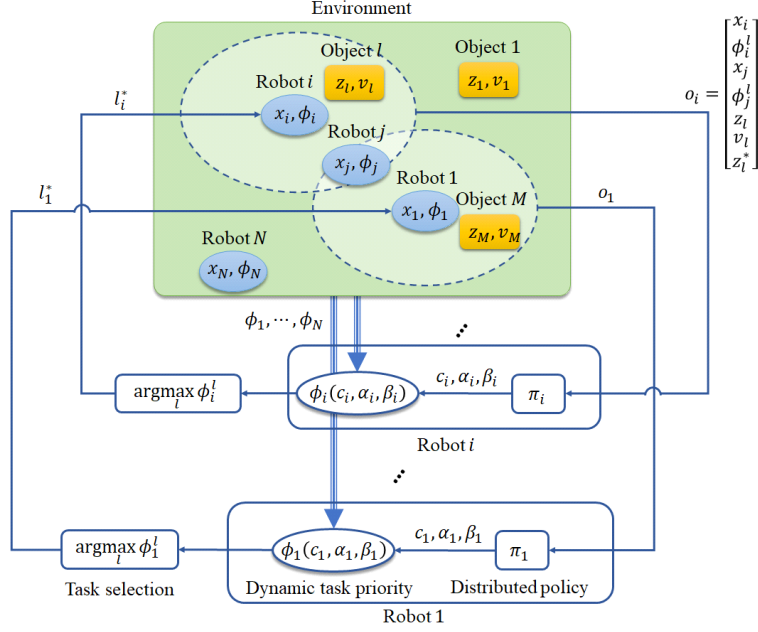 Environment
Object l
z_l, v_l
Object 1
z_1, v_1
Robot i
x_i, ϕ_i
Robot j
x_j, ϕ_j
Robot 1
x_1, ϕ_1
Object M
z_M, v_M
Robot N
x_N, ϕ_N
l_i^*
l_1^*
o_i =
x_i
ϕ_i^l
x_j
ϕ_j^l
z_l
v_l
z_l^*
o_1
ϕ_1, ⋯, ϕ_N
argmax ϕ_i^l
l
ϕ_i(c_i, α_i, β_i)
c_i, α_i, β_i
π_i
Robot i
argmax ϕ_1^l
l
ϕ_1(c_1, α_1, β_1)
c_1, α_1, β_1
π_1
Task selection
Dynamic task priority
Distributed policy
Robot 1